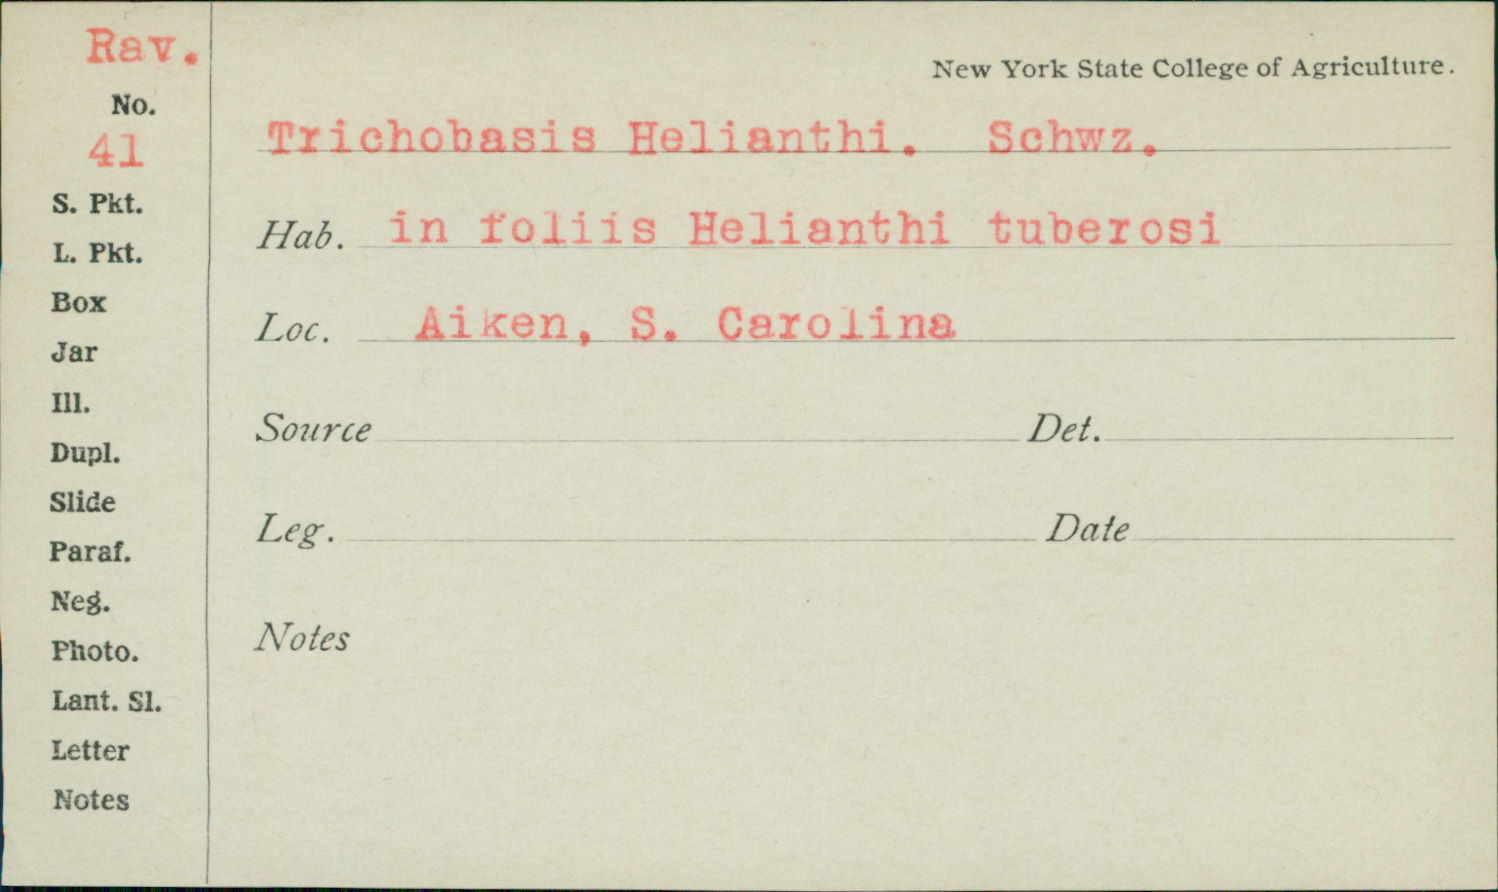 Rav.
New York State College of Agriculture.
No.
41
Trichobasis Helianthi. Schwz.
S. Pkt.
Hab. in foliis Helianthi tuberosi
L. Pkt.
Box
Loc. Aiken, S. Carolina
Jar
Ill.
Source Det.
Dupl.
Slide
Leg. Date
Paraf.
Neg.
Notes
Photo.
Lant. Sl.
Letter
Notes